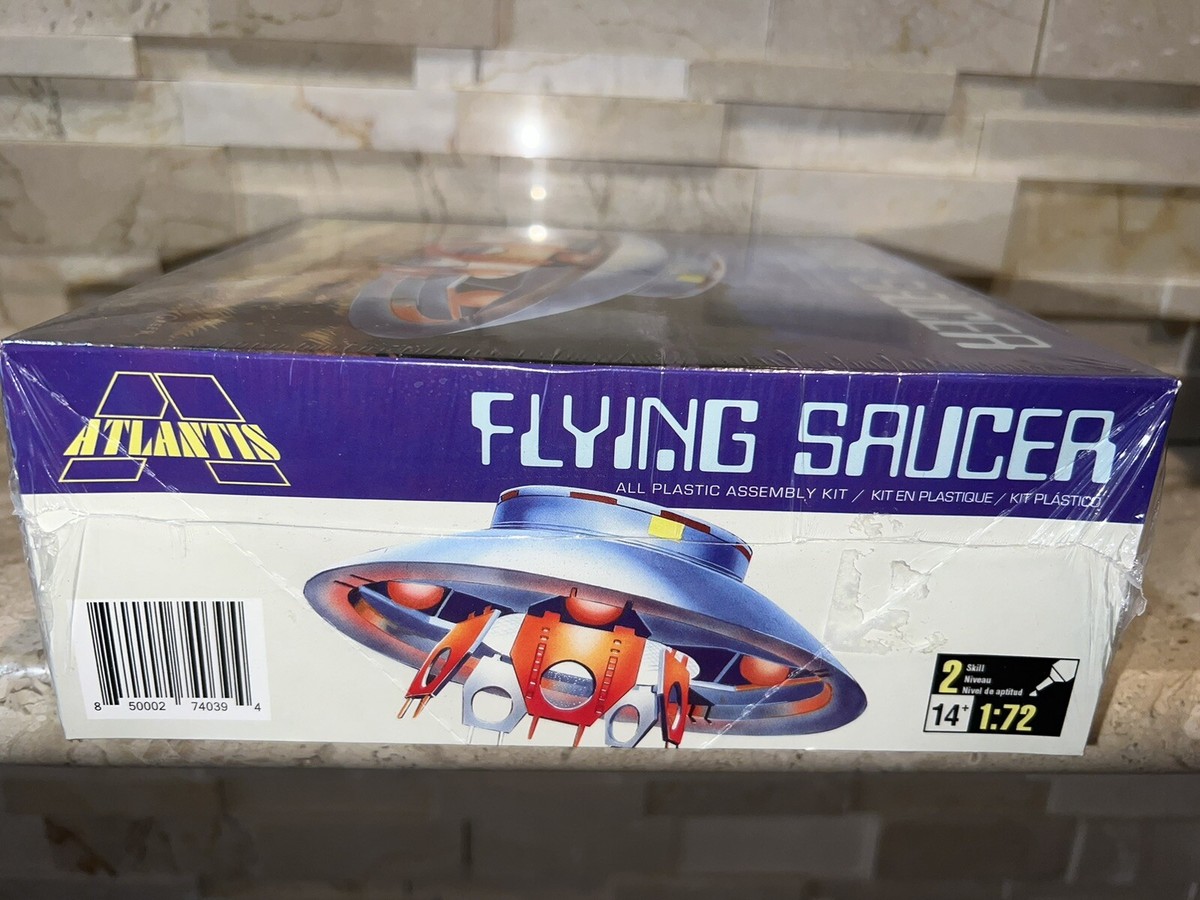 SAUCER
ATLANTIS
FLYING SAUCER
ALL PLASTIC ASSEMBLY KIT / KIT EN PLASTIQUE / KIT PLÁSTICO
8 50002 74039 4
2 Skill
Niveau
Nivel de aptitud
14+ 1:72